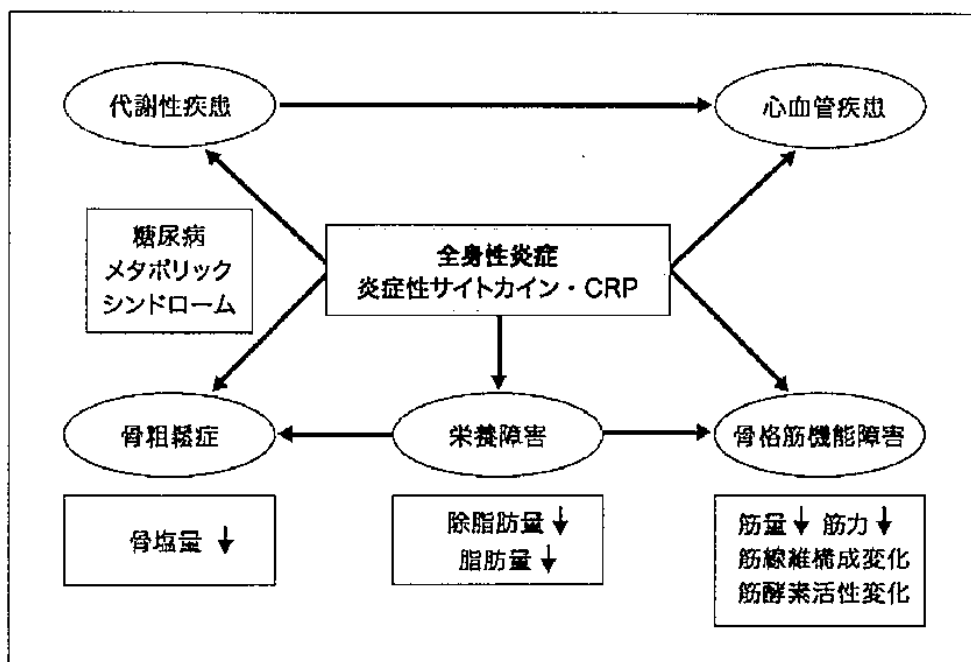 代謝性疾患
心血管疾患
糖尿病
メタボリック
シンドローム
全身性炎症
炎症性サイトカイン・CRP
骨粗鬆症
栄養障害
骨格筋機能障害
骨塩量 ↓
除脂肪量 ↓
脂肪量 ↓
筋量 ↓ 筋力 ↓
筋線維構成変化
筋酵素活性変化